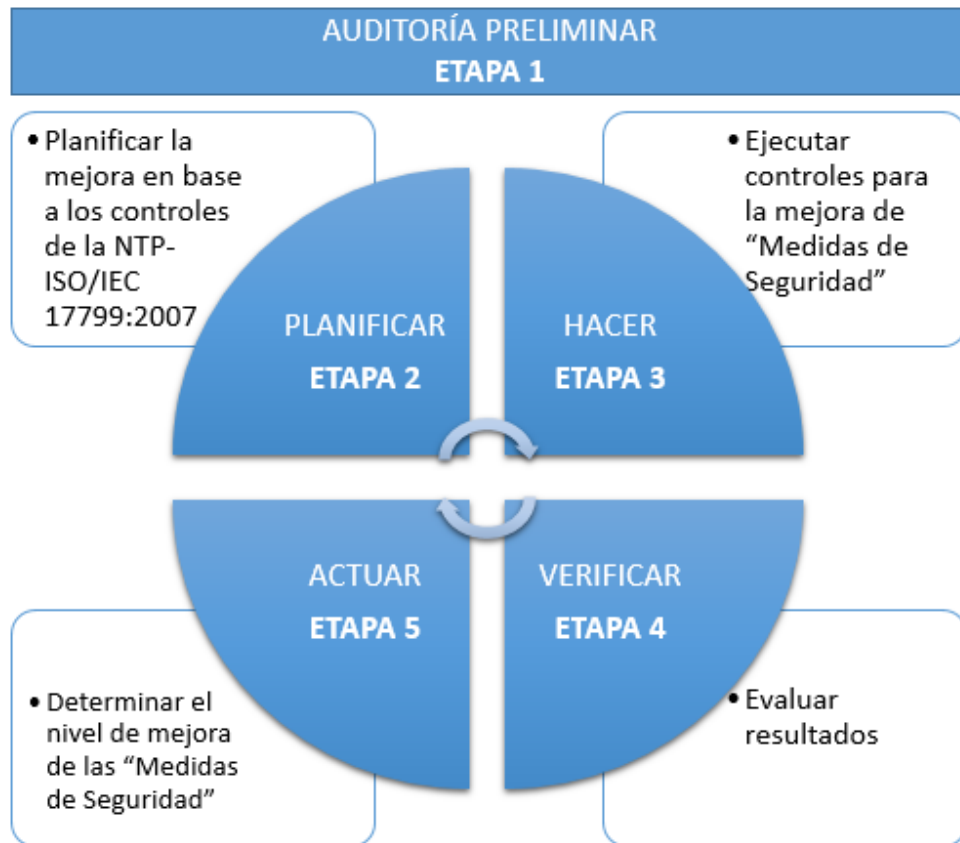 AUDITORÍA PRELIMINAR
ETAPA 1
• Planificar la
mejora en base
a los controles
de la NTP-
ISO/IEC
17799:2007
• Ejecutar
controles para
la mejora de
“Medidas de
Seguridad”
PLANIFICAR
ETAPA 2
HACER
ETAPA 3
ACTUAR
ETAPA 5
VERIFICAR
ETAPA 4
• Determinar el
nivel de mejora
de las “Medidas
de Seguridad”
• Evaluar
resultados